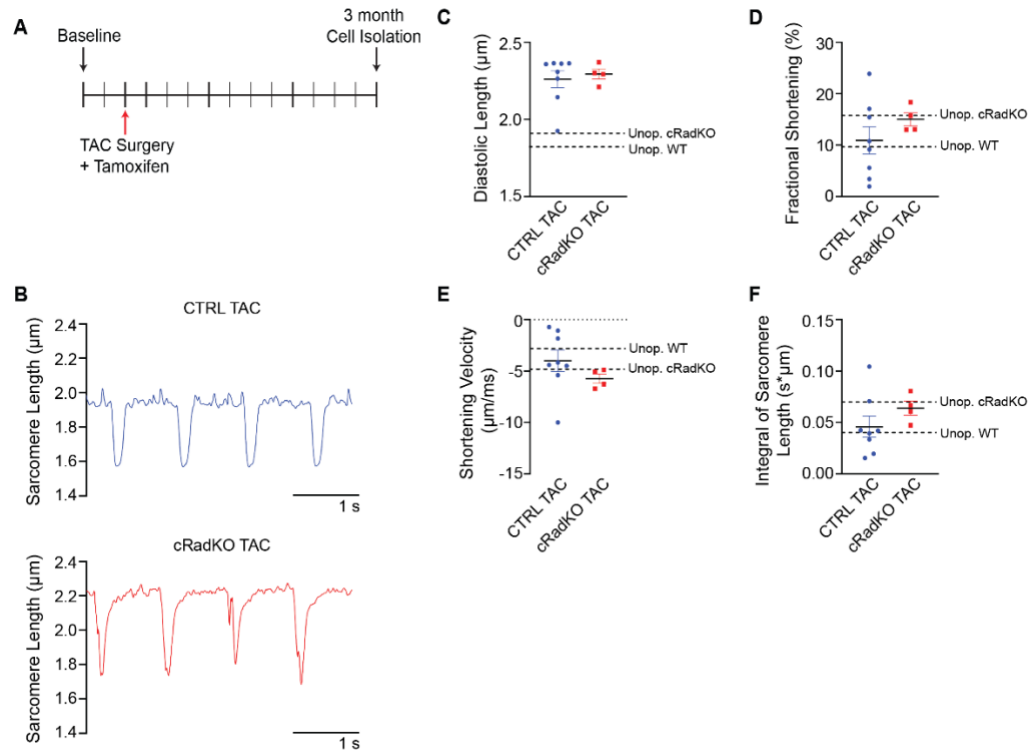 A
Baseline
3 month
Cell Isolation
TAC Surgery
+ Tamoxifen
B
CTRL TAC
Sarcomere Length (µm)
2.4
2.2
2.0
1.8
1.6
1.4
1 s
cRadKO TAC
Sarcomere Length (µm)
2.4
2.2
2.0
1.8
1.6
1.4
1 s
C
Diastolic Length (µm)
2.5
2.0
1.5
Unop. cRadKO
Unop. WT
CTRL TAC
cRadKO TAC
D
Fractional Shortening (%)
30
20
10
0
Unop. cRadKO
Unop. WT
CTRL TAC
cRadKO TAC
E
Shortening Velocity
(µm/ms)
0
-5
-10
-15
Unop. WT
Unop. cRadKO
CTRL TAC
cRadKO TAC
F
Integral of Sarcomere
Length (s*µm)
0.15
0.10
0.05
0.00
Unop. cRadKO
Unop. WT
CTRL TAC
cRadKO TAC